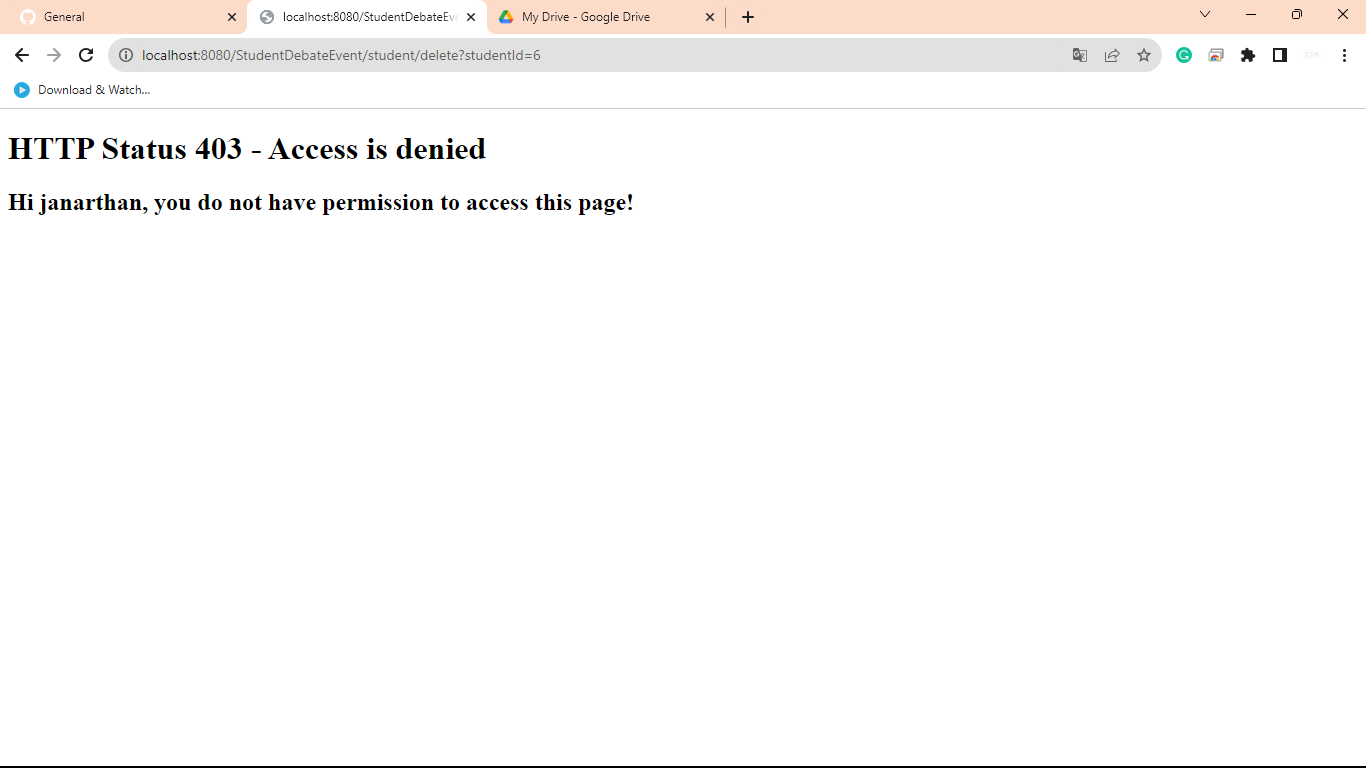 General
localhost:8080/StudentDebateEve
My Drive - Google Drive
localhost:8080/StudentDebateEvent/student/delete?studentId=6
Download & Watch...
HTTP Status 403 - Access is denied
Hi janarthan, you do not have permission to access this page!